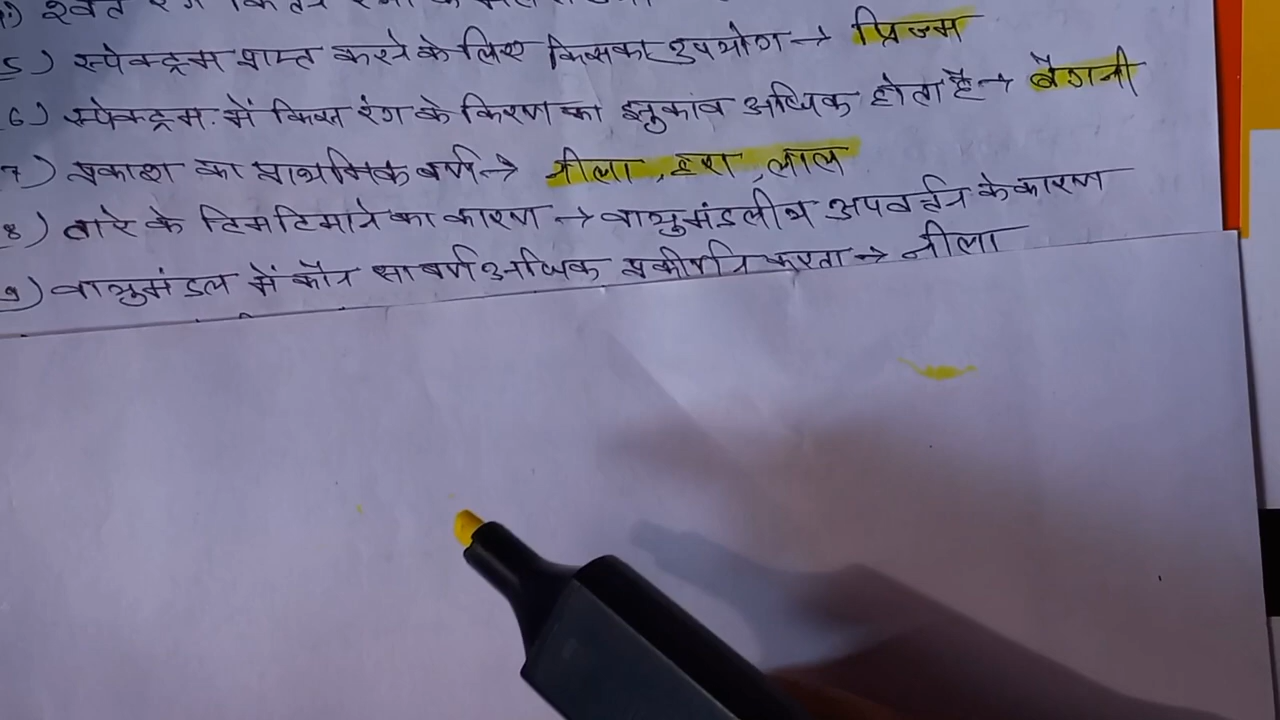 5) स्पेक्ट्रम प्राप्त करने के लिए किसका उपयोग → प्रिज्म
6) स्पेक्ट्रम में किस रंग के किरण का झुकाव अधिक होता है → बैगनी
7) प्रकाश का प्राथमिक वर्ण → नीला, हरा, लाल
8) तारे के टिमटिमाने का कारण → वायुमंडलीय अपवर्तन के कारण
9) वायुमंडल में कौन सा वर्ण अधिक प्रकीर्णन करता → नीला